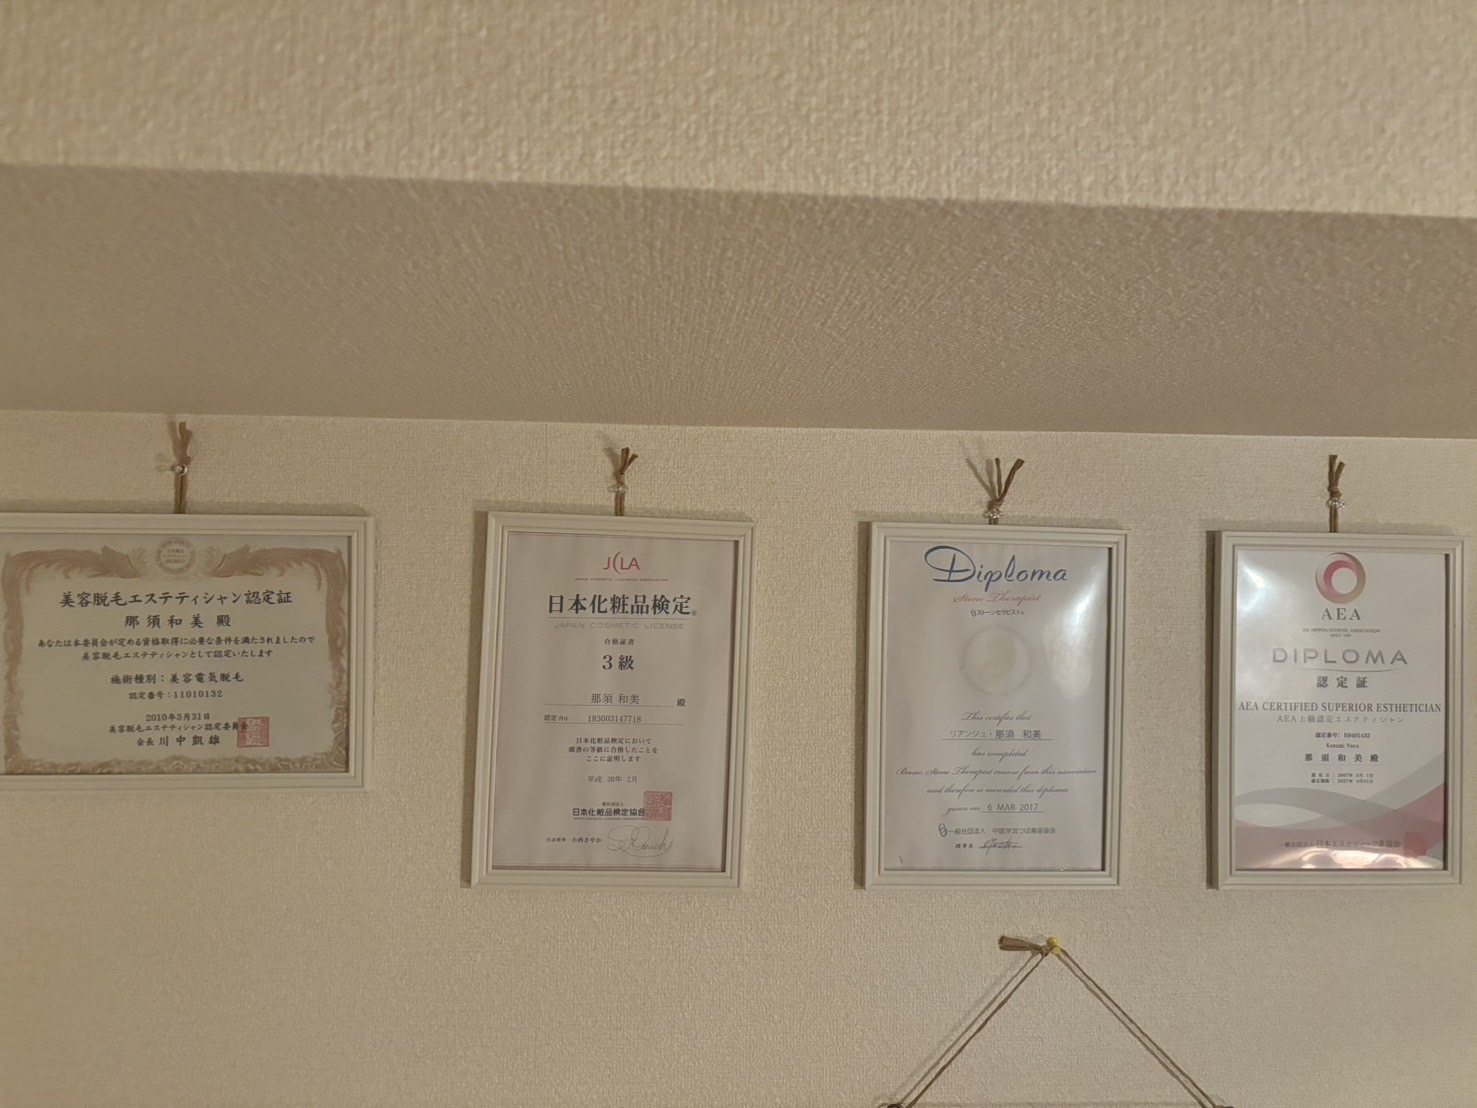 美容脱毛エステティシャン認定証
那須和美 殿
あなたは本委員会が定める資格取得に必要な条件を満たされましたので
美容脱毛エステティシャンとして認定いたします
施術種別：美容電気脱毛
認定番号：11010132
2010年5月31日
美容脱毛エステティシャン認定委員会
会長 川中凱雄
JCLA
JAPAN COSMETIC LICENSING ASSOCIATION
日本化粧品検定®
JAPAN COSMETIC LICENSE
合格証書
3級
那須 和美 殿
認定 No. 183003147718
日本化粧品検定において
頭書の等級に合格したことを
ここに証明します
平成 30年 2月
一般社団法人
日本化粧品検定協会
代表理事 小西さやか
Diploma
Stone Therapist
ストーンセラピスト®
This certifies that
リアンジュ・那須 和美
has completed
Basic Stone Therapist course from this association
and therefore is awarded this diploma
given on 6 MAR 2017
一般社団法人 中医学並つぼ美容協会
理事長
AEA
DIPLOMA
認定証
AEA CERTIFIED SUPERIOR ESTHETICIAN
AEA上級認定エステティシャン
Kazumi Nasu
那須 和美 殿
一般社団法人 日本エステティック業協会